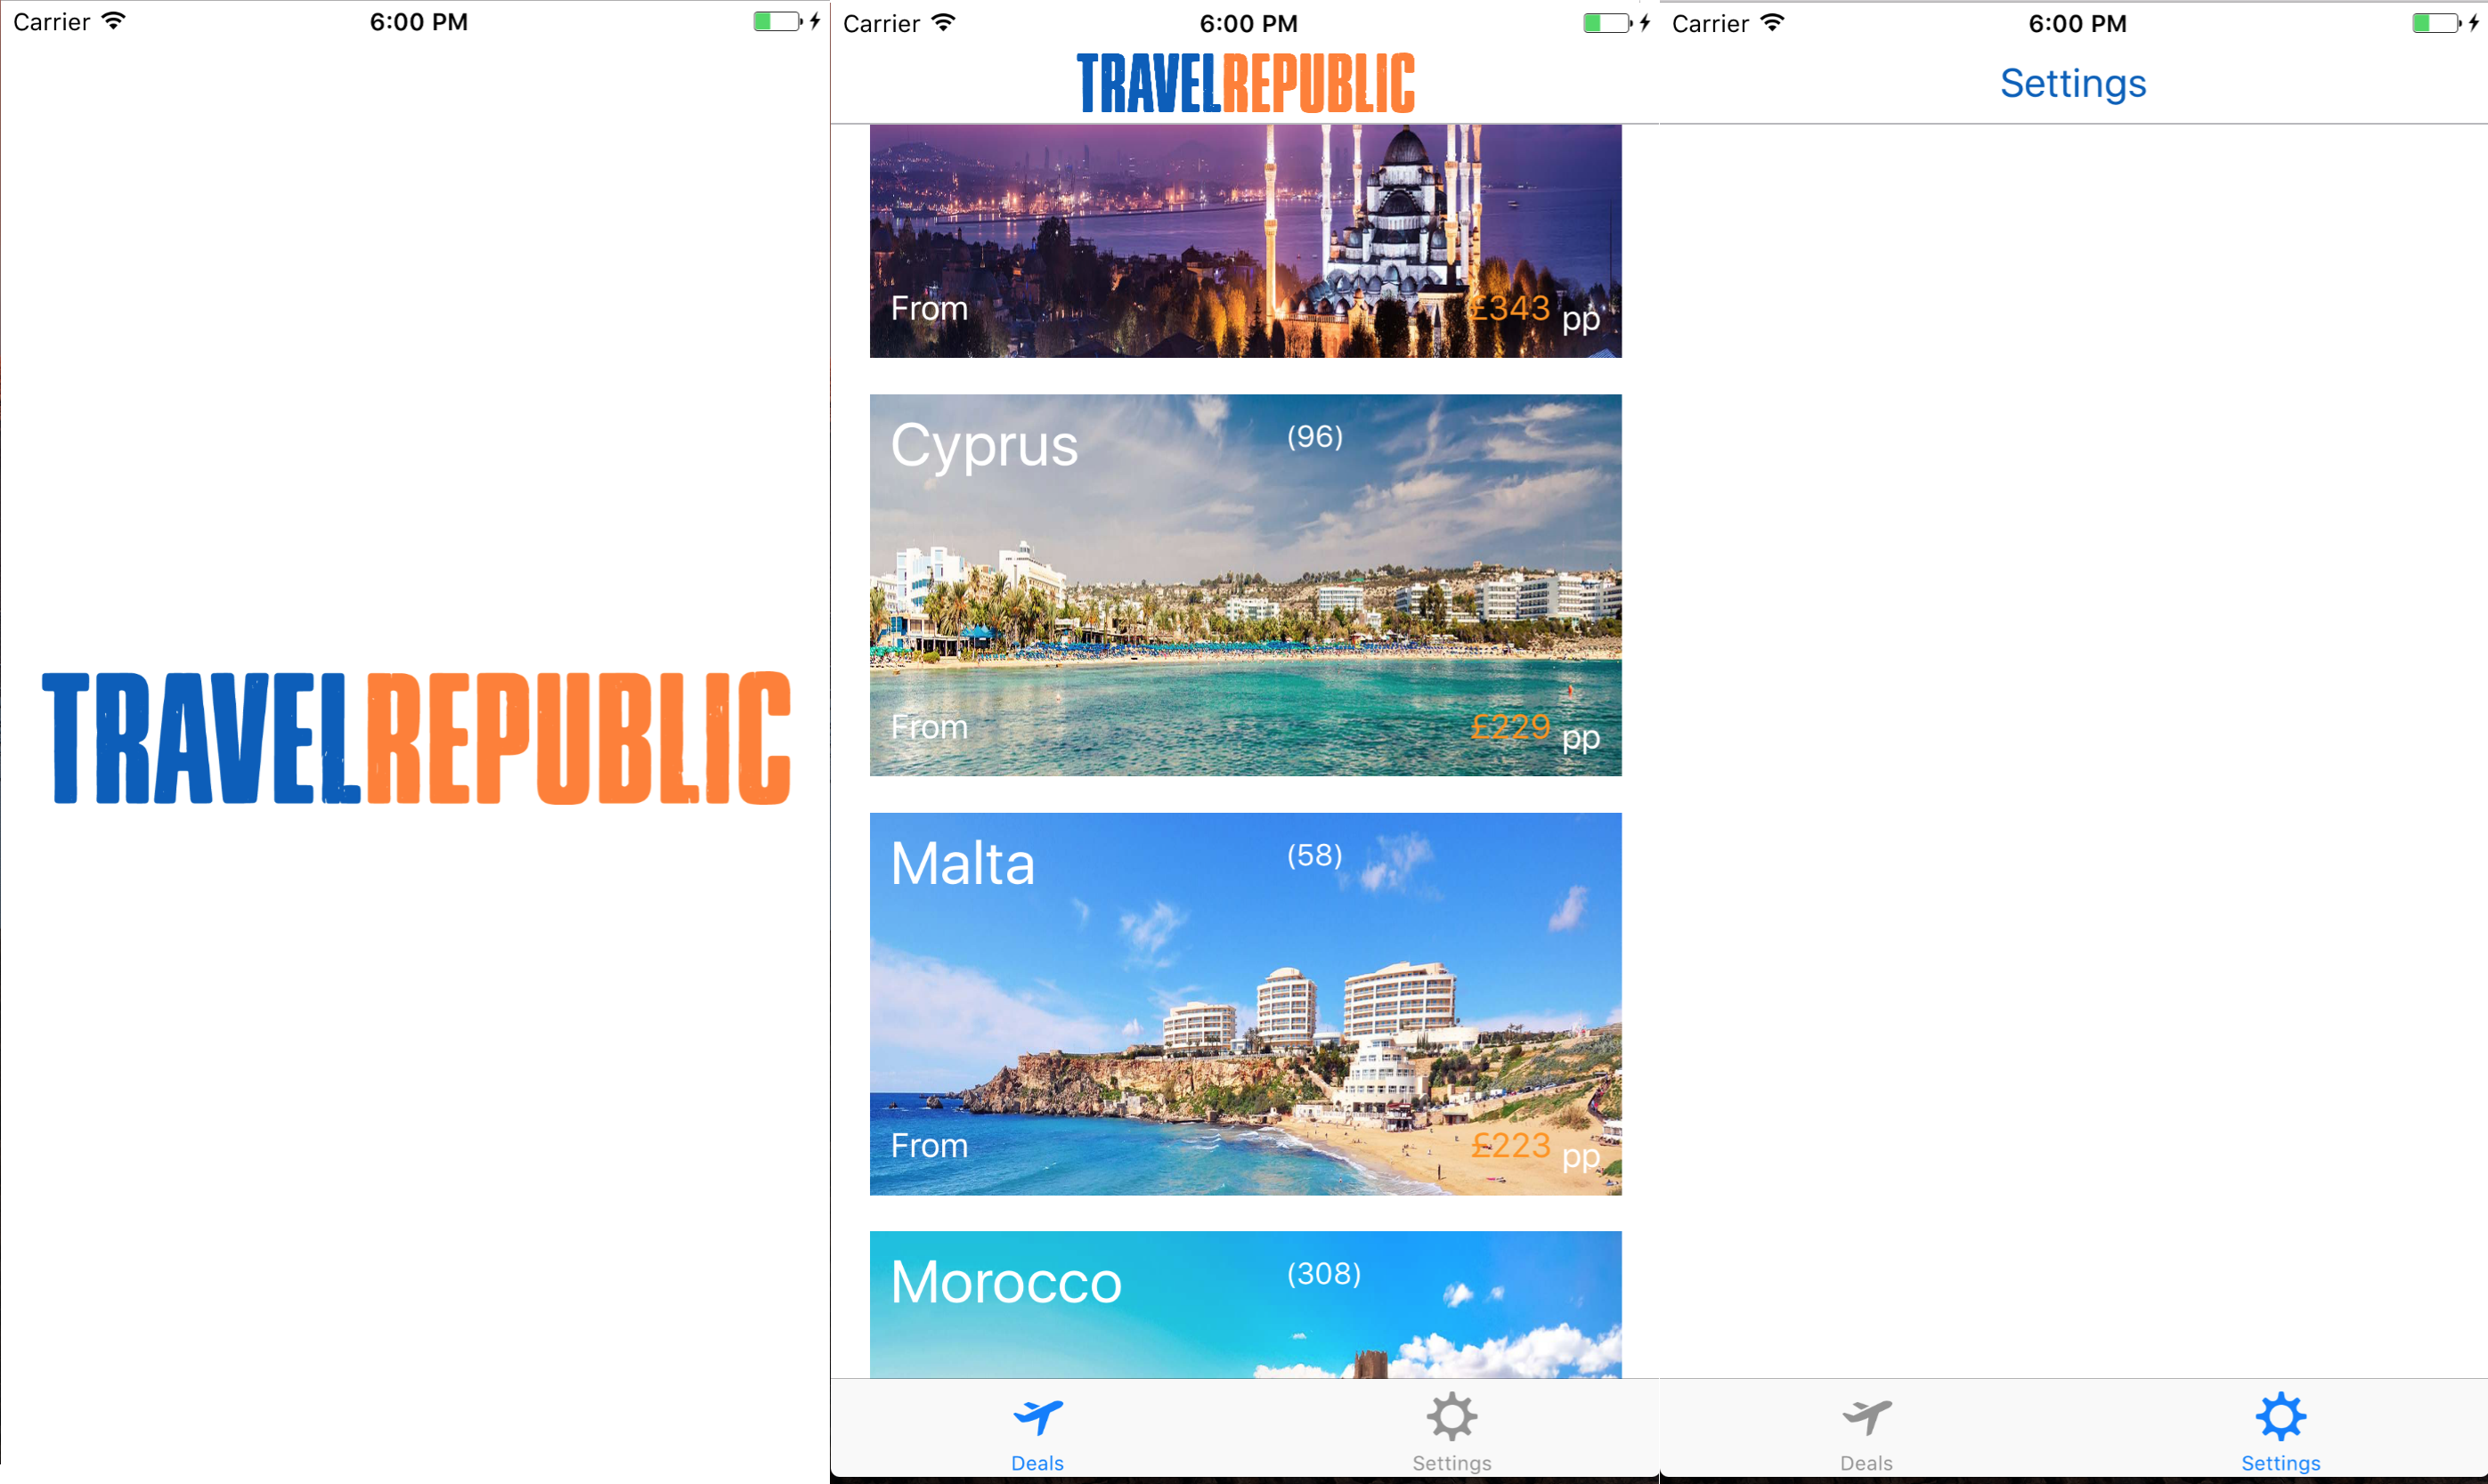 Carrier 6:00 PM
TRAVELREPUBLIC
Carrier 6:00 PM
TRAVELREPUBLIC
From £343 pp
Cyprus (96)
From £229 pp
Malta (58)
From £223 pp
Morocco (308)
Deals Settings
Carrier 6:00 PM
Settings
Deals Settings